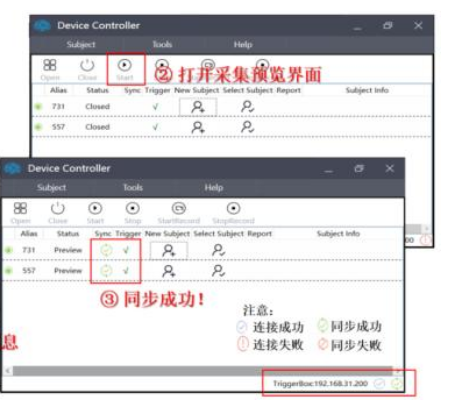 Device Controller
Subject Tools Help
Open Close Start
② 打开采集预览界面
Alias Status Sync Trigger New Subject Select Subject Report Subject Info
731 Closed √
557 Closed √
00
Device Controller
Subject Tools Help
Open Close Start Stop StartRecord StopRecord
Alias Status Sync Trigger New Subject Select Subject Report Subject Info
731 Preview √
557 Preview √
③ 同步成功！
注意：
连接成功 同步成功
连接失败 同步失败
息
TriggerBox:192.168.31.200